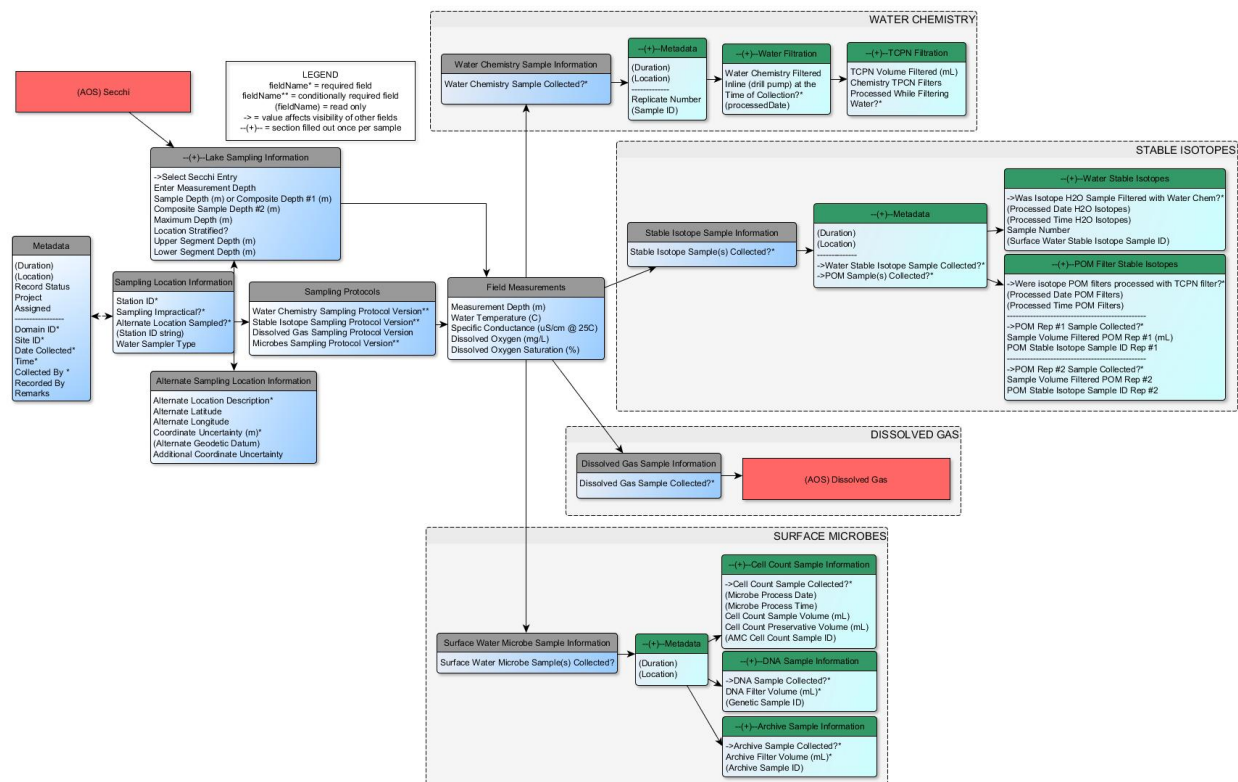 WATER CHEMISTRY
Water Chemistry Sample Information
Water Chemistry Sample Collected?*
--(+)--Metadata
(Duration)
(Location)
-------------
Replicate Number
(Sample ID)
--(+)--Water Filtration
Water Chemistry Filtered
Inline (drill pump) at the
Time of Collection?*
(processedDate)
--(+)--TCPN Filtration
TCPN Volume Filtered (mL)
Chemistry TPCN Filters
Processed While Filtering
Water?*
(AOS) Secchi
LEGEND
fieldName* = required field
fieldName** = conditionally required field
(fieldName) = read only
-> = value affects visibility of other fields
--(+)-- = section filled out once per sample
--(+)--Lake Sampling Information
->Select Secchi Entry
Enter Measurement Depth
Sample Depth (m) or Composite Depth #1 (m)
Composite Sample Depth #2 (m)
Maximum Depth (m)
Location Stratified?
Upper Segment Depth (m)
Lower Segment Depth (m)
Metadata
(Duration)
(Location)
Record Status
Project
Assigned
-----------------
Domain ID*
Site ID*
Date Collected*
Time*
Collected By *
Recorded By
Remarks
Sampling Location Information
Station ID*
Sampling Impractical?*
Alternate Location Sampled?*
(Station ID string)
Water Sampler Type
Sampling Protocols
Water Chemistry Sampling Protocol Version**
Stable Isotope Sampling Protocol Version**
Dissolved Gas Sampling Protocol Version
Microbes Sampling Protocol Version**
Alternate Sampling Location Information
Alternate Location Description*
Alternate Latitude
Alternate Longitude
Coordinate Uncertainty (m)*
(Alternate Geodetic Datum)
Additional Coordinate Uncertainty
Field Measurements
Measurement Depth (m)
Water Temperature (C)
Specific Conductance (uS/cm @ 25C)
Dissolved Oxygen (mg/L)
Dissolved Oxygen Saturation (%)
STABLE ISOTOPES
Stable Isotope Sample Information
Stable Isotope Sample(s) Collected?*
--(+)--Metadata
(Duration)
(Location)
--------------
->Water Stable Isotope Sample Collected?*
->POM Sample(s) Collected?*
--(+)--Water Stable Isotopes
->Was Isotope H2O Sample Filtered with Water Chem?*
(Processed Date H2O Isotopes)
(Processed Time H2O Isotopes)
Sample Number
(Surface Water Stable Isotope Sample ID)
--(+)--POM Filter Stable Isotopes
->Were isotope POM filters processed with TCPN filter?*
(Processed Date POM Filters)
(Processed Time POM Filters)
-----------------------------------------------
->POM Rep #1 Sample Collected?*
Sample Volume Filtered POM Rep #1 (mL)
POM Stable Isotope Sample ID Rep #1
-----------------------------------------------
->POM Rep #2 Sample Collected?*
Sample Volume Filtered POM Rep #2
POM Stable Isotope Sample ID Rep #2
DISSOLVED GAS
Dissolved Gas Sample Information
Dissolved Gas Sample Collected?*
(AOS) Dissolved Gas
SURFACE MICROBES
Surface Water Microbe Sample Information
Surface Water Microbe Sample(s) Collected?
--(+)--Metadata
(Duration)
(Location)
--(+)--Cell Count Sample Information
->Cell Count Sample Collected?*
(Microbe Process Date)
(Microbe Process Time)
Cell Count Sample Volume (mL)
Cell Count Preservative Volume (mL)
(AMC Cell Count Sample ID)
--(+)--DNA Sample Information
->DNA Sample Collected?*
DNA Filter Volume (mL)*
(Genetic Sample ID)
--(+)--Archive Sample Information
->Archive Sample Collected?*
Archive Filter Volume (mL)*
(Archive Sample ID)